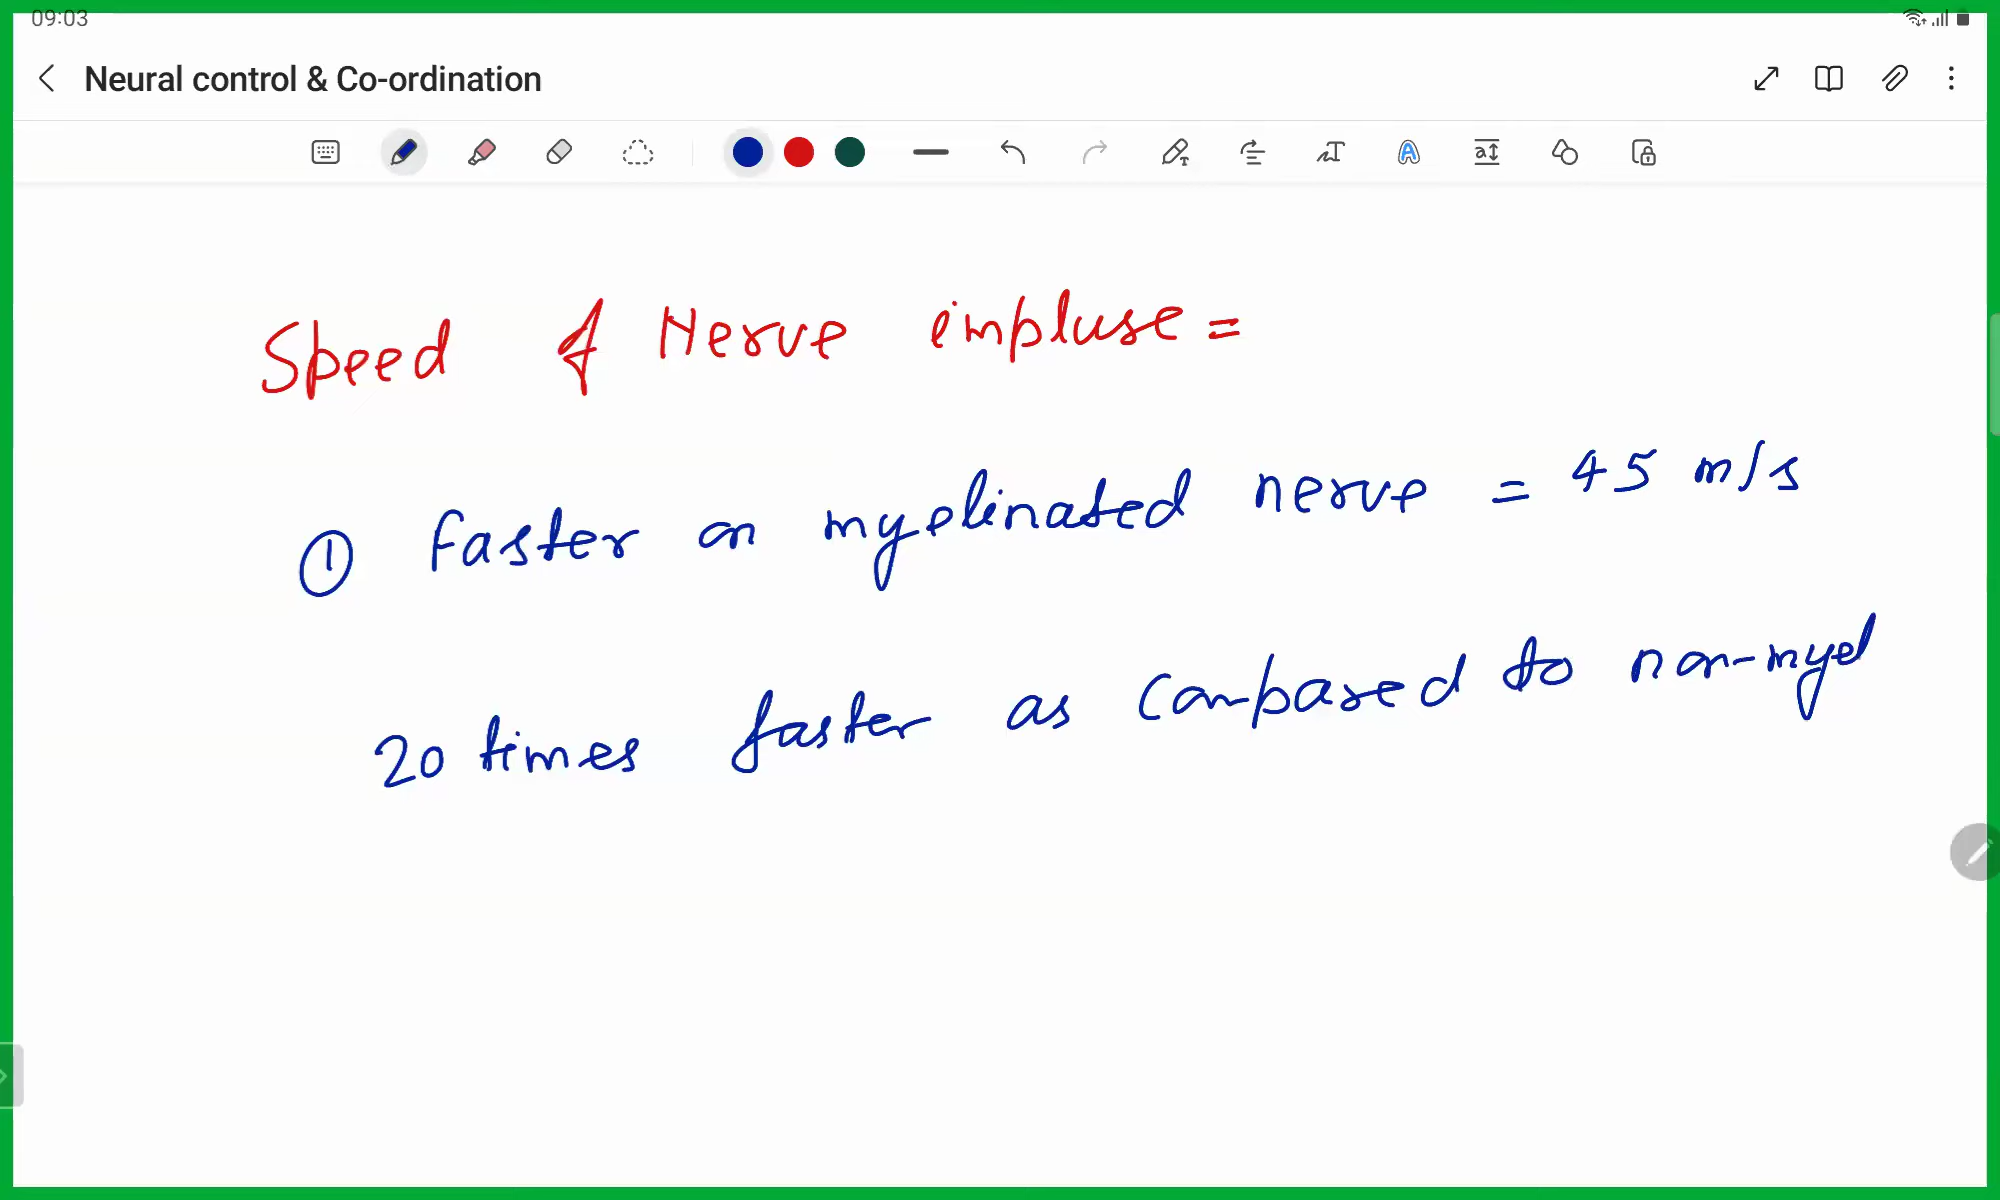 09:03
Neural control & Co-ordination
Speed of Nerve impluse =
① Faster on myelinated nerve = 45 m/s
20 times faster as compared to non-myel